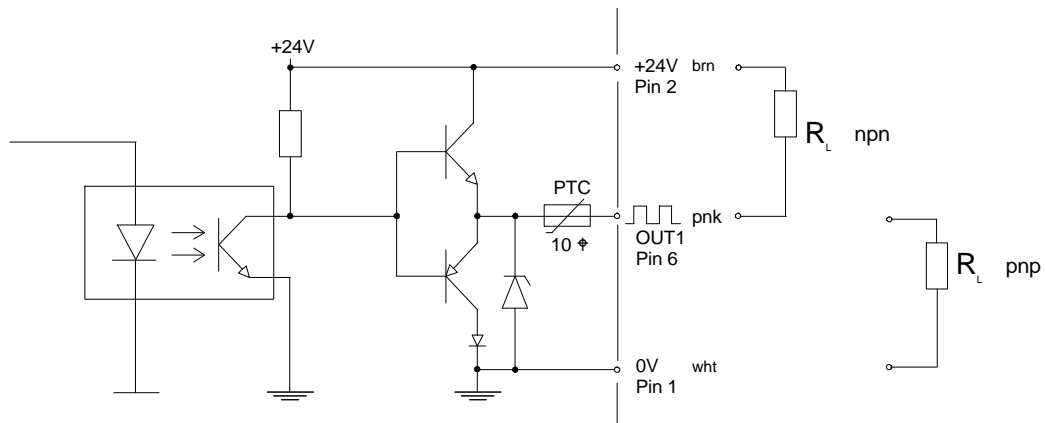 +24V
+24V brn
Pin 2
R L npn
PTC
pnk
10 ⌖
OUT1
Pin 6
R L pnp
0V wht
Pin 1